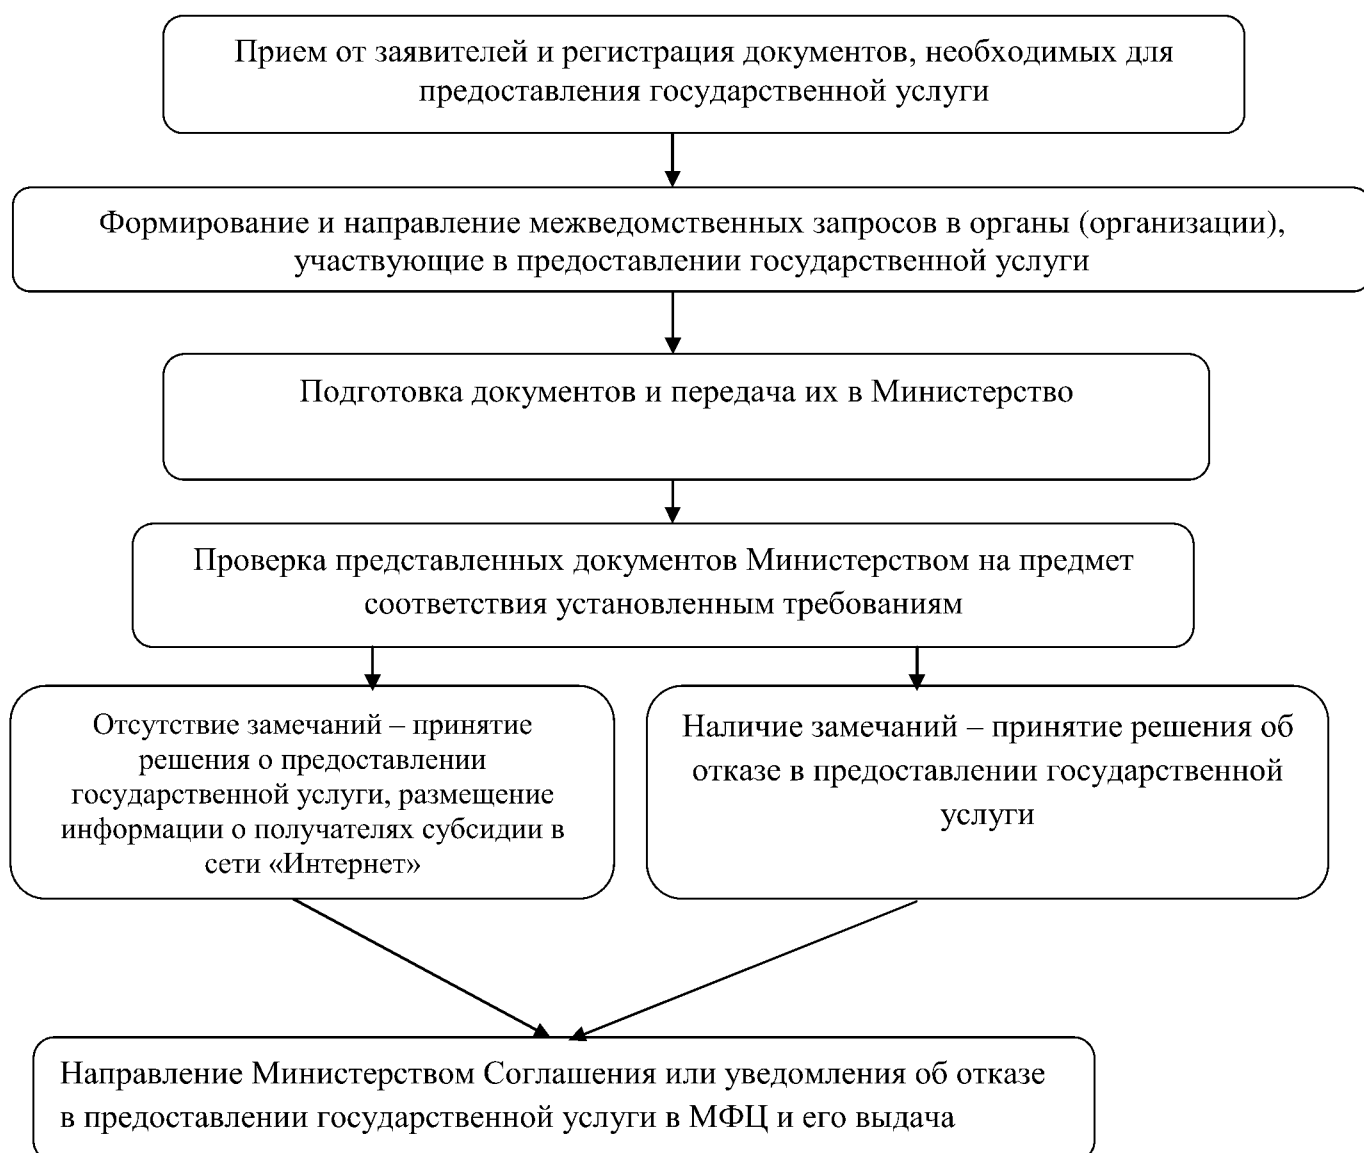 Прием от заявителей и регистрация документов, необходимых для
предоставления государственной услуги
Формирование и направление межведомственных запросов в органы (организации),
участвующие в предоставлении государственной услуги
Подготовка документов и передача их в Министерство
Проверка представленных документов Министерством на предмет
соответствия установленным требованиям
Отсутствие замечаний – принятие
решения о предоставлении
государственной услуги, размещение
информации о получателях субсидии в
сети «Интернет»
Наличие замечаний – принятие решения об
отказе в предоставлении государственной
услуги
Направление Министерством Соглашения или уведомления об отказе
в предоставлении государственной услуги в МФЦ и его выдача